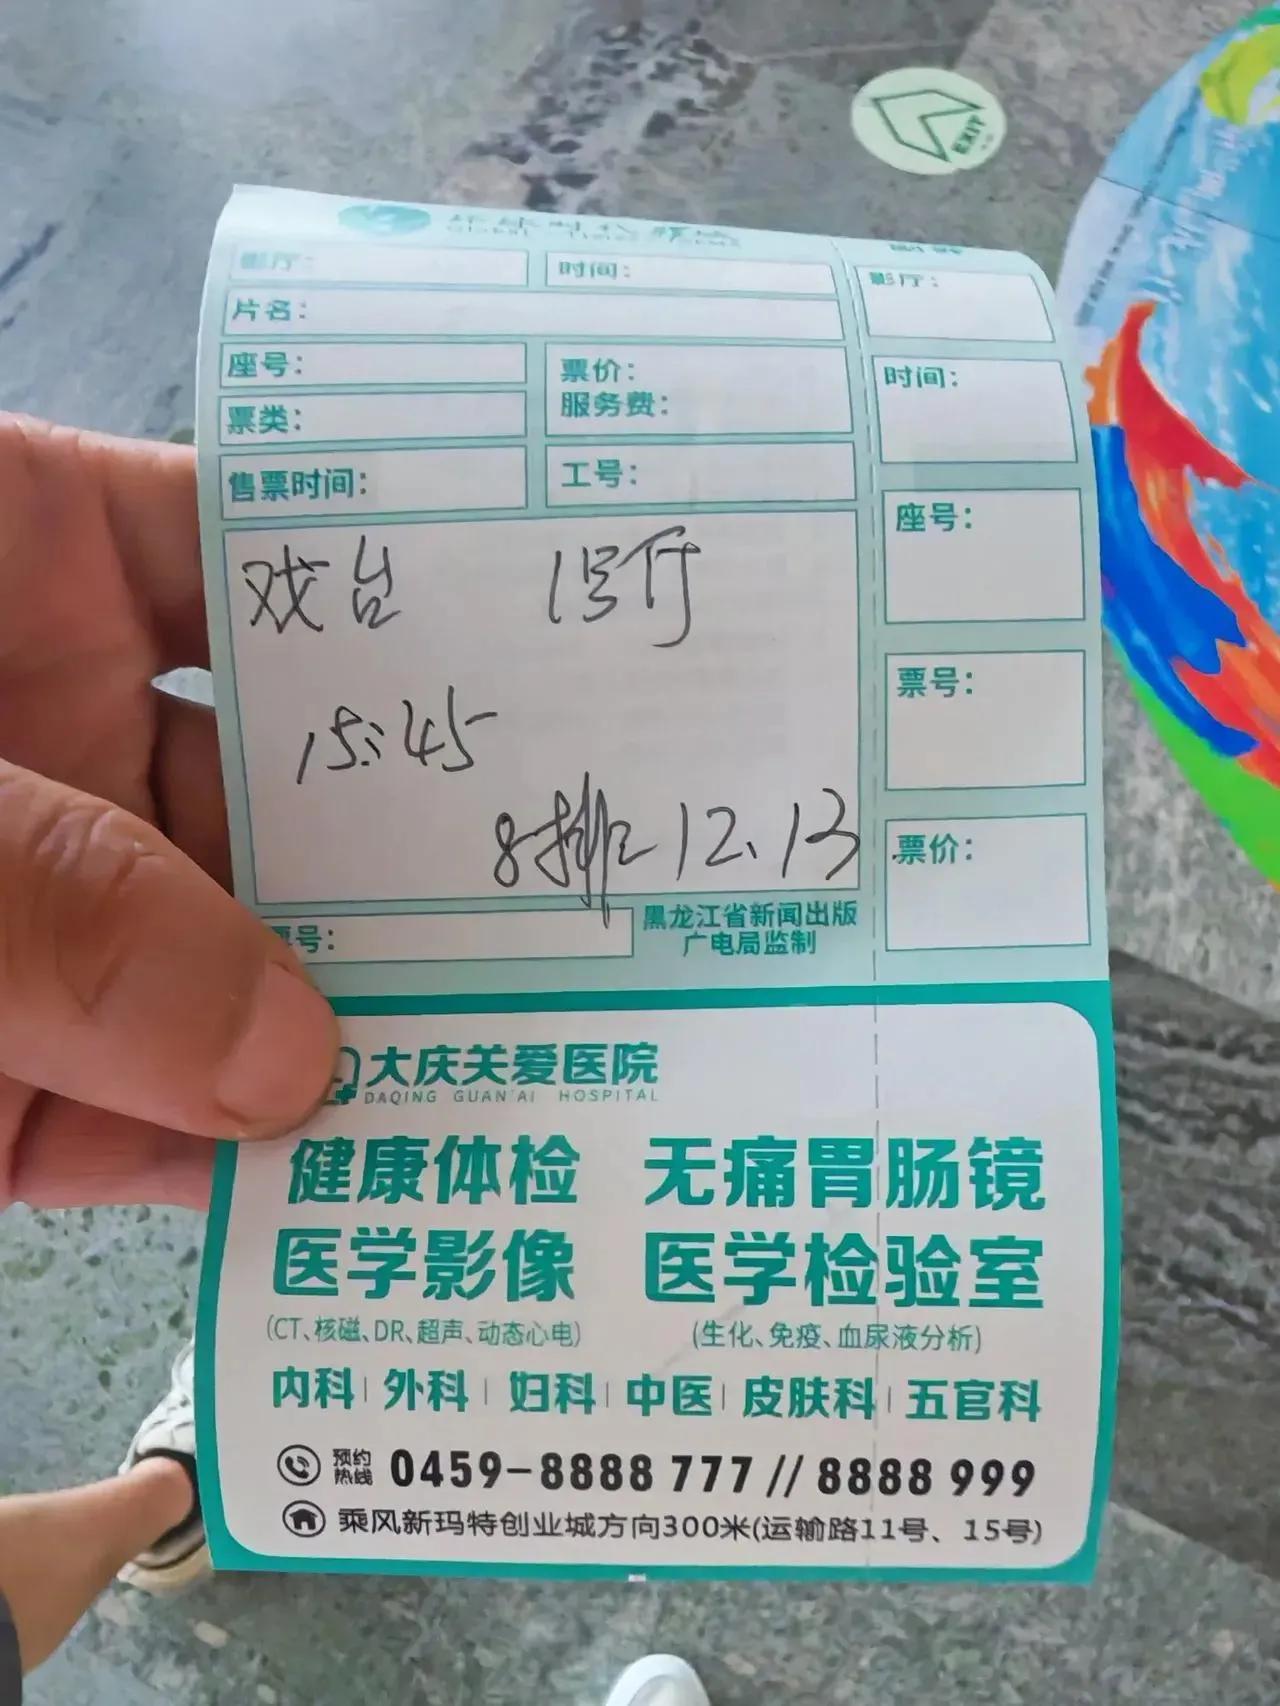 影厅：
时间：
片名：
座号：
票价：
服务费：
票类：
售票时间：
工号：
戏台 1号厅
15:45
8排12、13
票号：
黑龙江省新闻出版
广电局监制
影厅：
时间：
座号：
票号：
票价：
大庆关爱医院
DAQING GUAN'AI HOSPITAL
健康体检 无痛胃肠镜
医学影像 医学检验室
(CT、核磁、DR、超声、动态心电) (生化、免疫、血尿液分析)
内科 外科 妇科 中医 皮肤科 五官科
预约
热线
0459-8888 777 // 8888 999
乘风新玛特创业城方向300米(运输路11号、15号)
EXIT